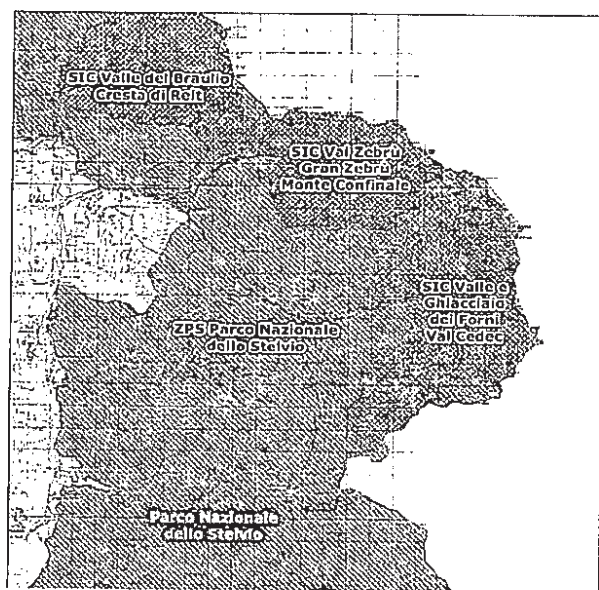 SIC Valle del Braulio
Cresta di Reit
SIC Val Zebrù
Gran Zebrù
Monte Confinale
SIC Valle e
Ghiacciaio
dei Forni
Val Cedec
ZPS Parco Nazionale
dello Stelvio
Parco Nazionale
dello Stelvio